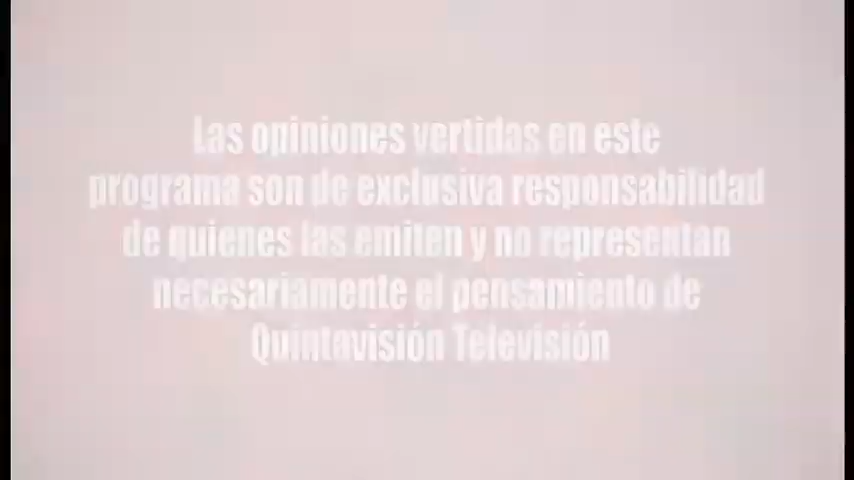 Las opiniones vertidas en este
programa son de exclusiva responsabilidad
de quienes las emiten y no representan
necesariamente el pensamiento de
Quintavisión Televisión